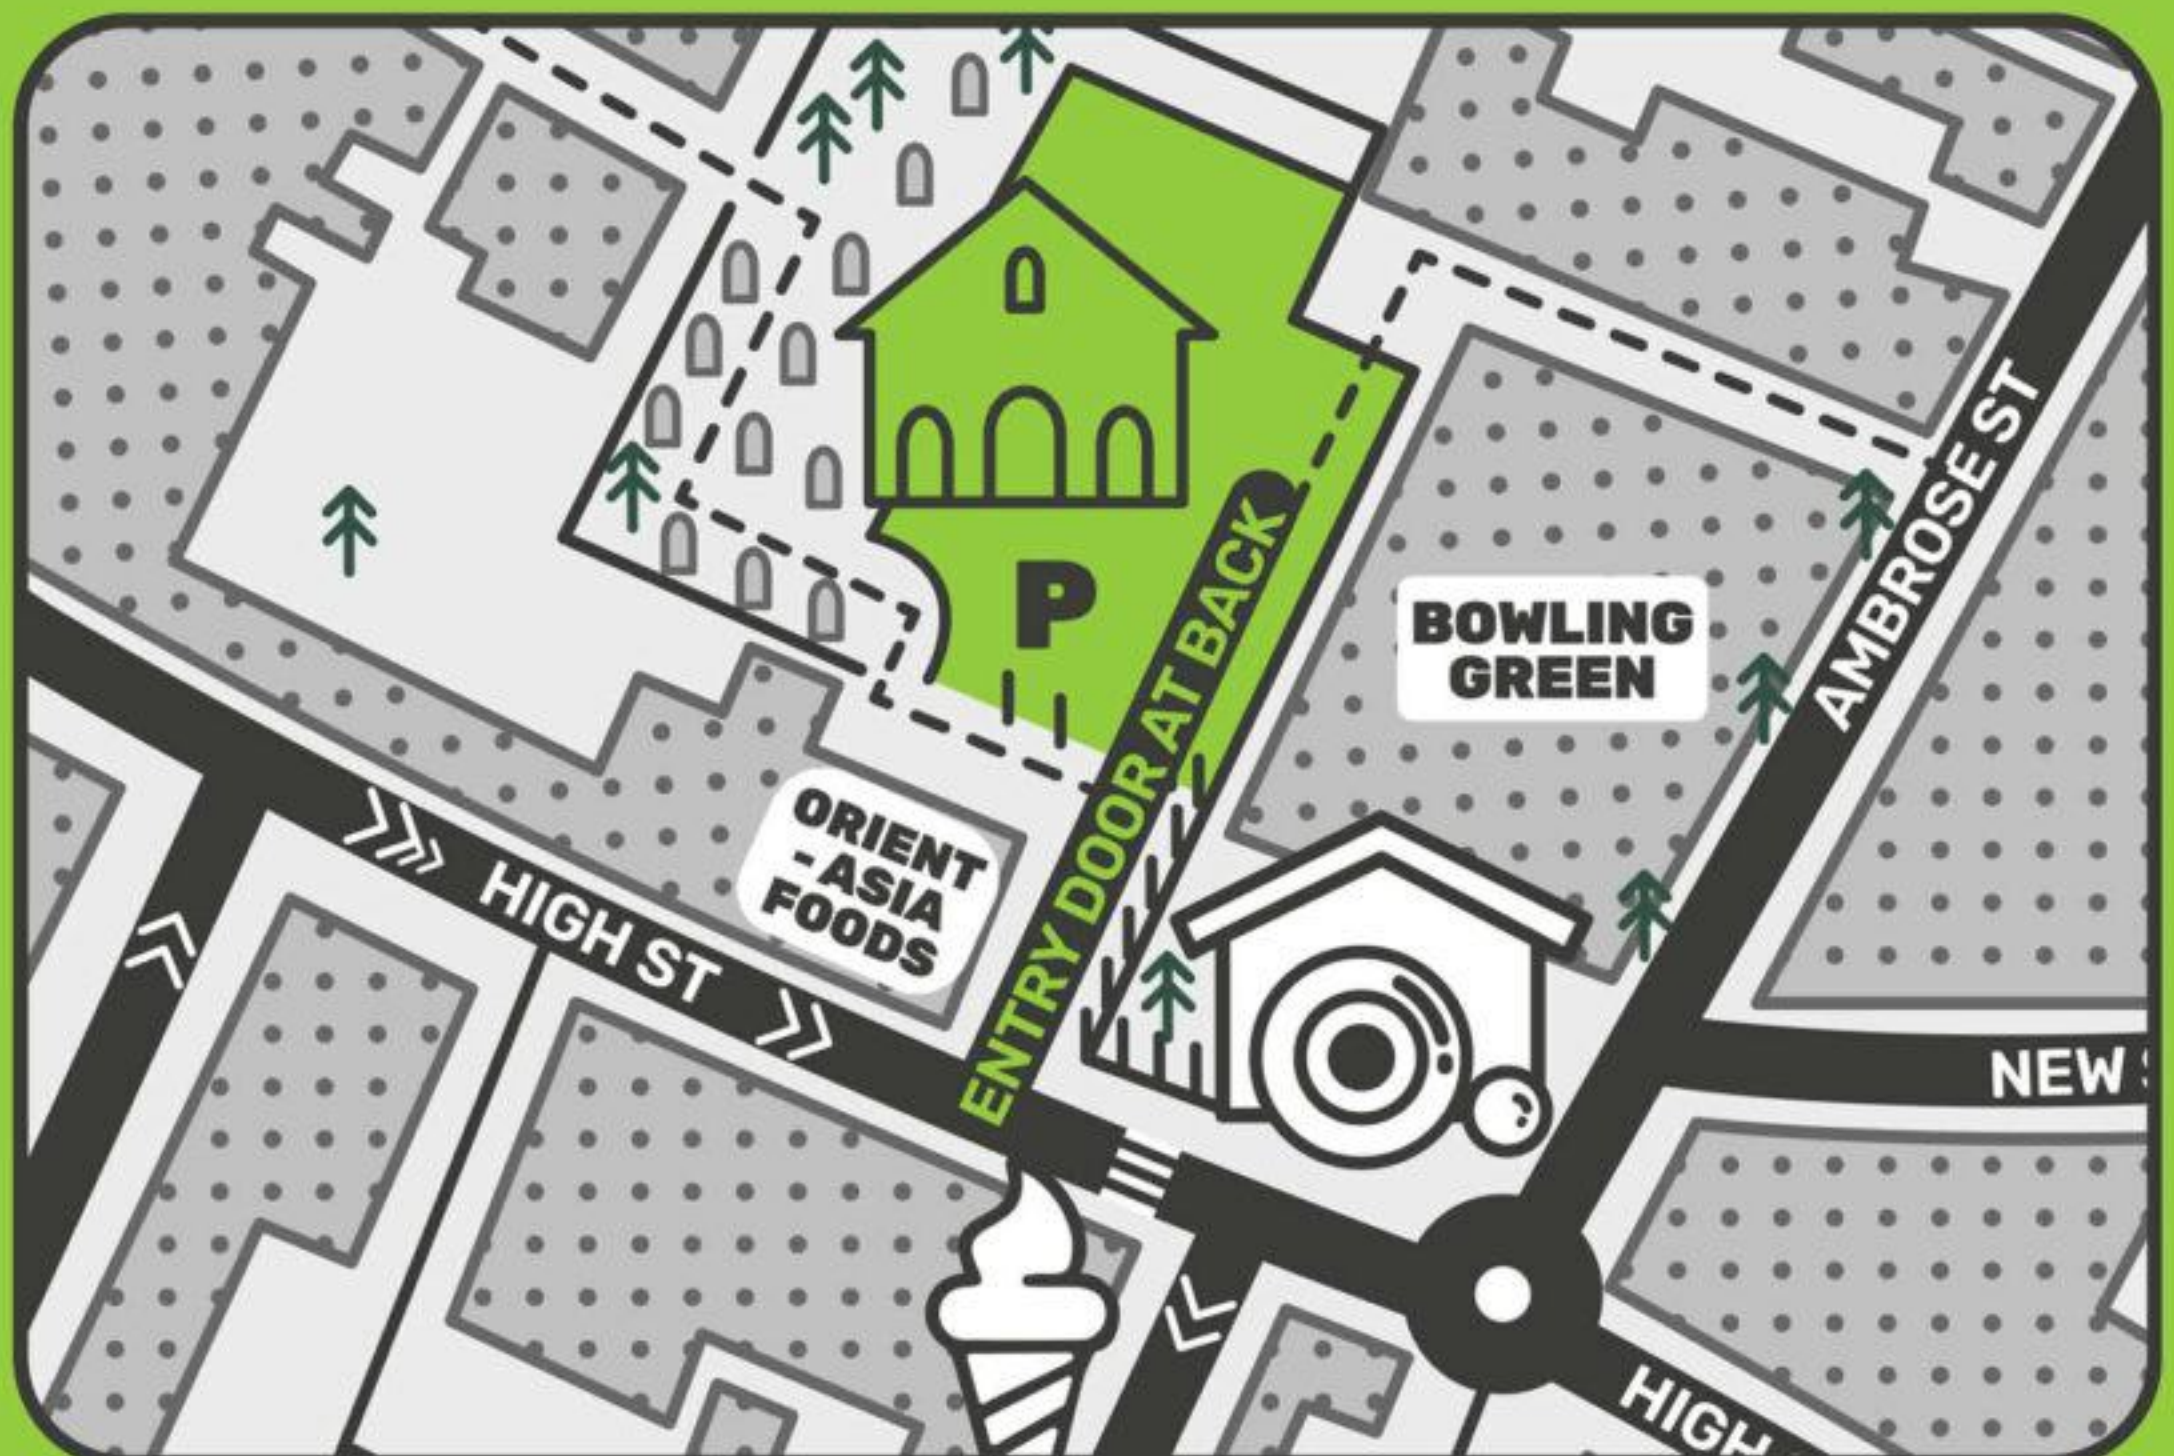 P
ENTRY DOOR AT BACK
BOWLING
GREEN
AMBROSE ST
ORIENT
- ASIA
FOODS
HIGH ST
NEW
HIGH